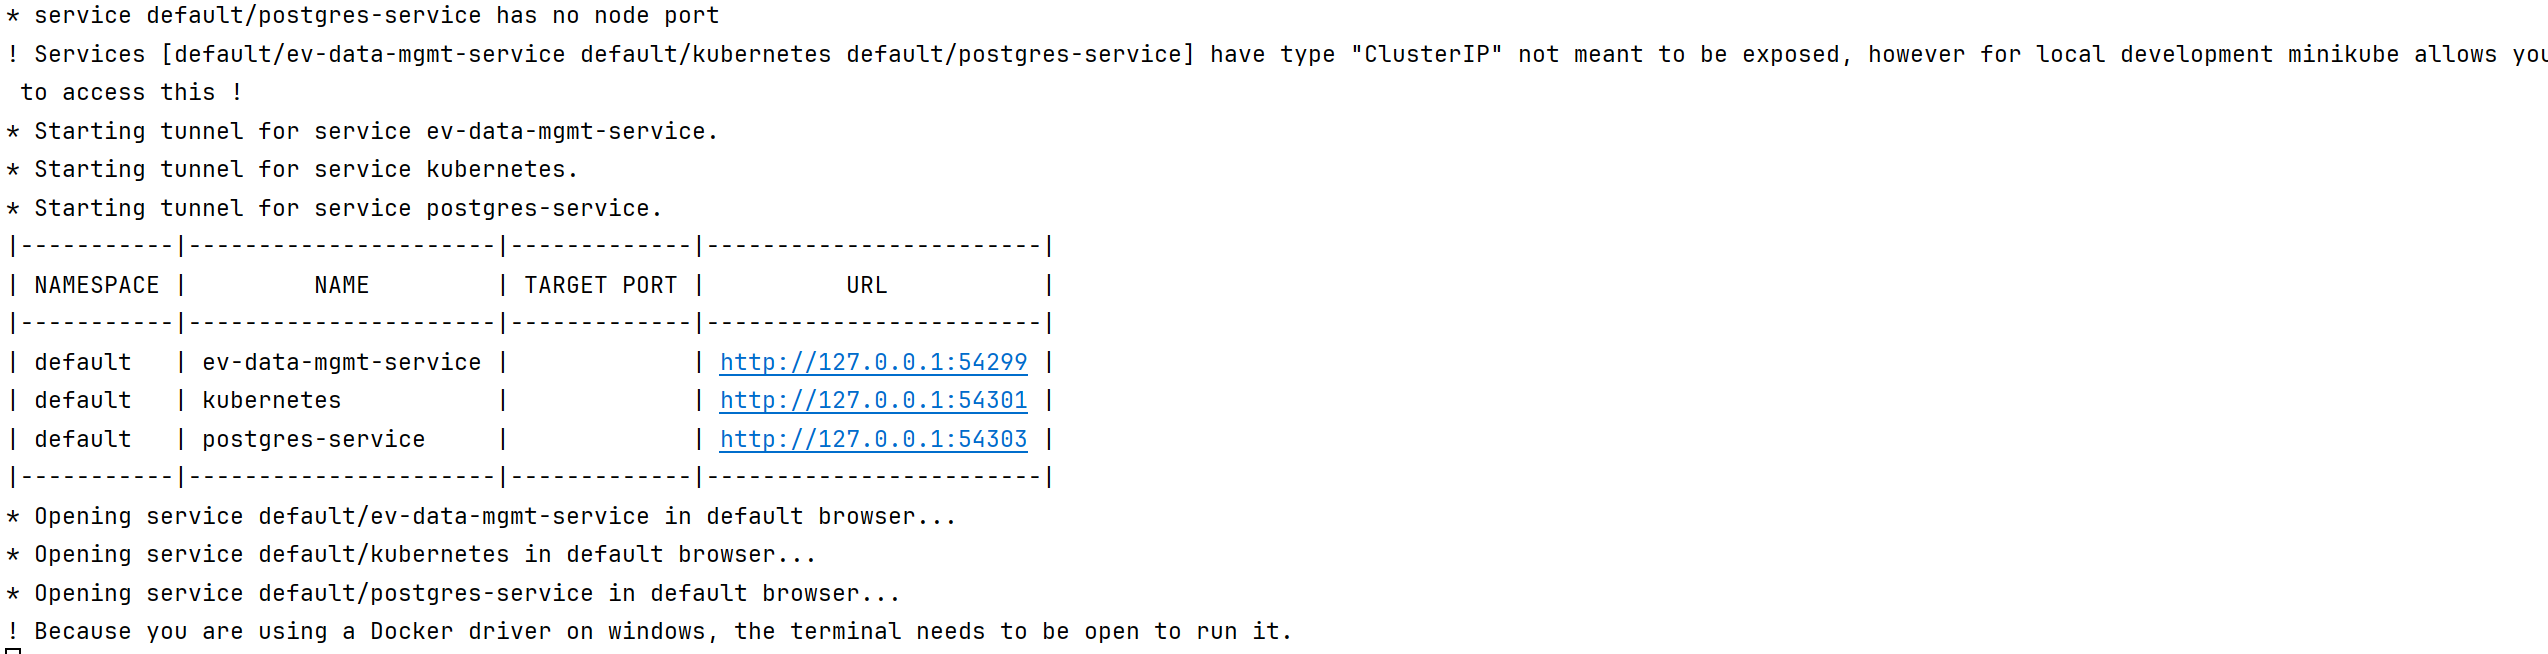 * service default/postgres-service has no node port
! Services [default/ev-data-mgmt-service default/kubernetes default/postgres-service] have type "ClusterIP" not meant to be exposed, however for local development minikube allows you
 to access this !
* Starting tunnel for service ev-data-mgmt-service.
* Starting tunnel for service kubernetes.
* Starting tunnel for service postgres-service.
|-----------|----------------------|-------------|------------------------|
| NAMESPACE |         NAME         | TARGET PORT |          URL           |
|-----------|----------------------|-------------|------------------------|
| default   | ev-data-mgmt-service |             | http://127.0.0.1:54299 |
| default   | kubernetes           |             | http://127.0.0.1:54301 |
| default   | postgres-service     |             | http://127.0.0.1:54303 |
|-----------|----------------------|-------------|------------------------|
* Opening service default/ev-data-mgmt-service in default browser...
* Opening service default/kubernetes in default browser...
* Opening service default/postgres-service in default browser...
! Because you are using a Docker driver on windows, the terminal needs to be open to run it.